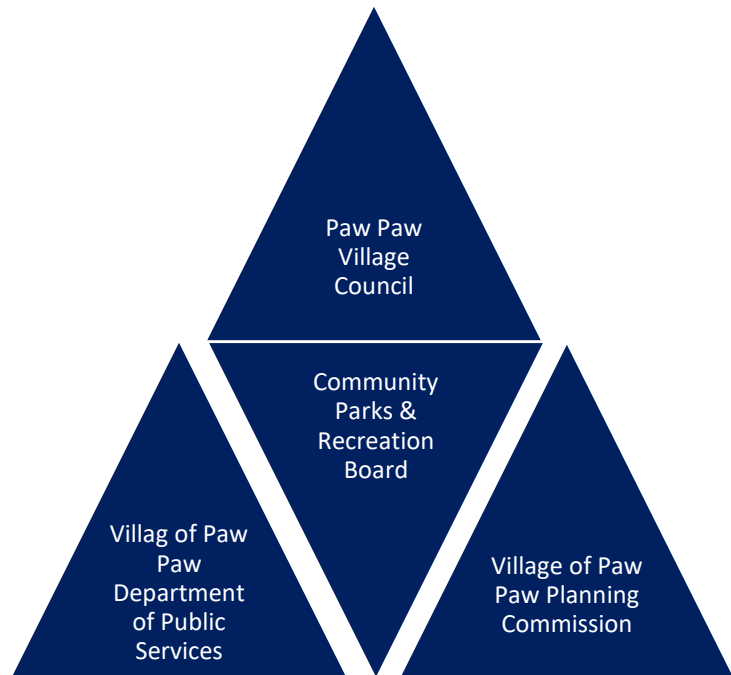 Paw Paw
Village
Council
Community
Parks &
Recreation
Board
Villag of Paw
Paw
Department
of Public
Services
Village of Paw
Paw Planning
Commission